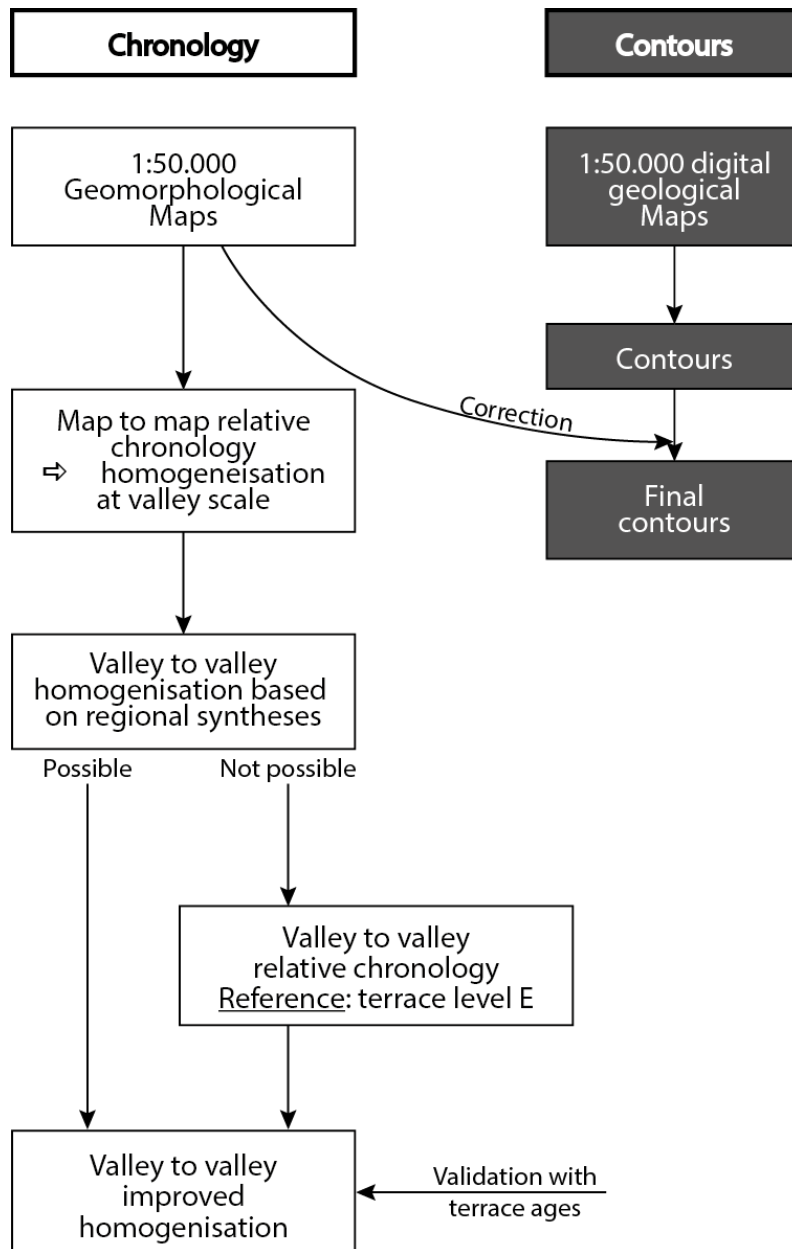 Chronology
Contours
1:50.000
Geomorphological
Maps
1:50.000 digital
geological
Maps
Contours
Correction
Map to map relative
chronology
⇨ homogeneisation
at valley scale
Final
contours
Valley to valley
homogenisation based
on regional syntheses
Possible
Not possible
Valley to valley
relative chronology
Reference: terrace level E
Valley to valley
improved
homogenisation
Validation with
terrace ages